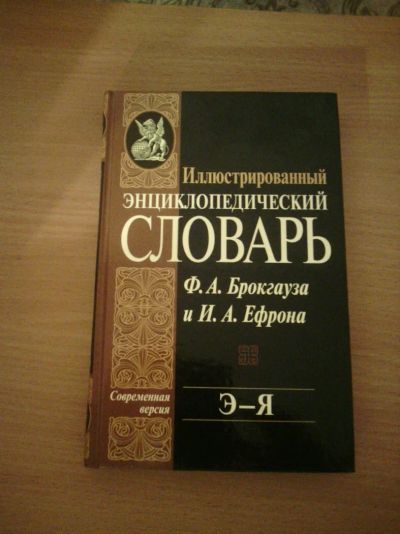 Иллюстрированный
ЭНЦИКЛОПЕДИЧЕСКИЙ
СЛОВАРЬ
Ф. А. Брокгауза
и И. А. Ефрона
Современная
версия
Э–Я